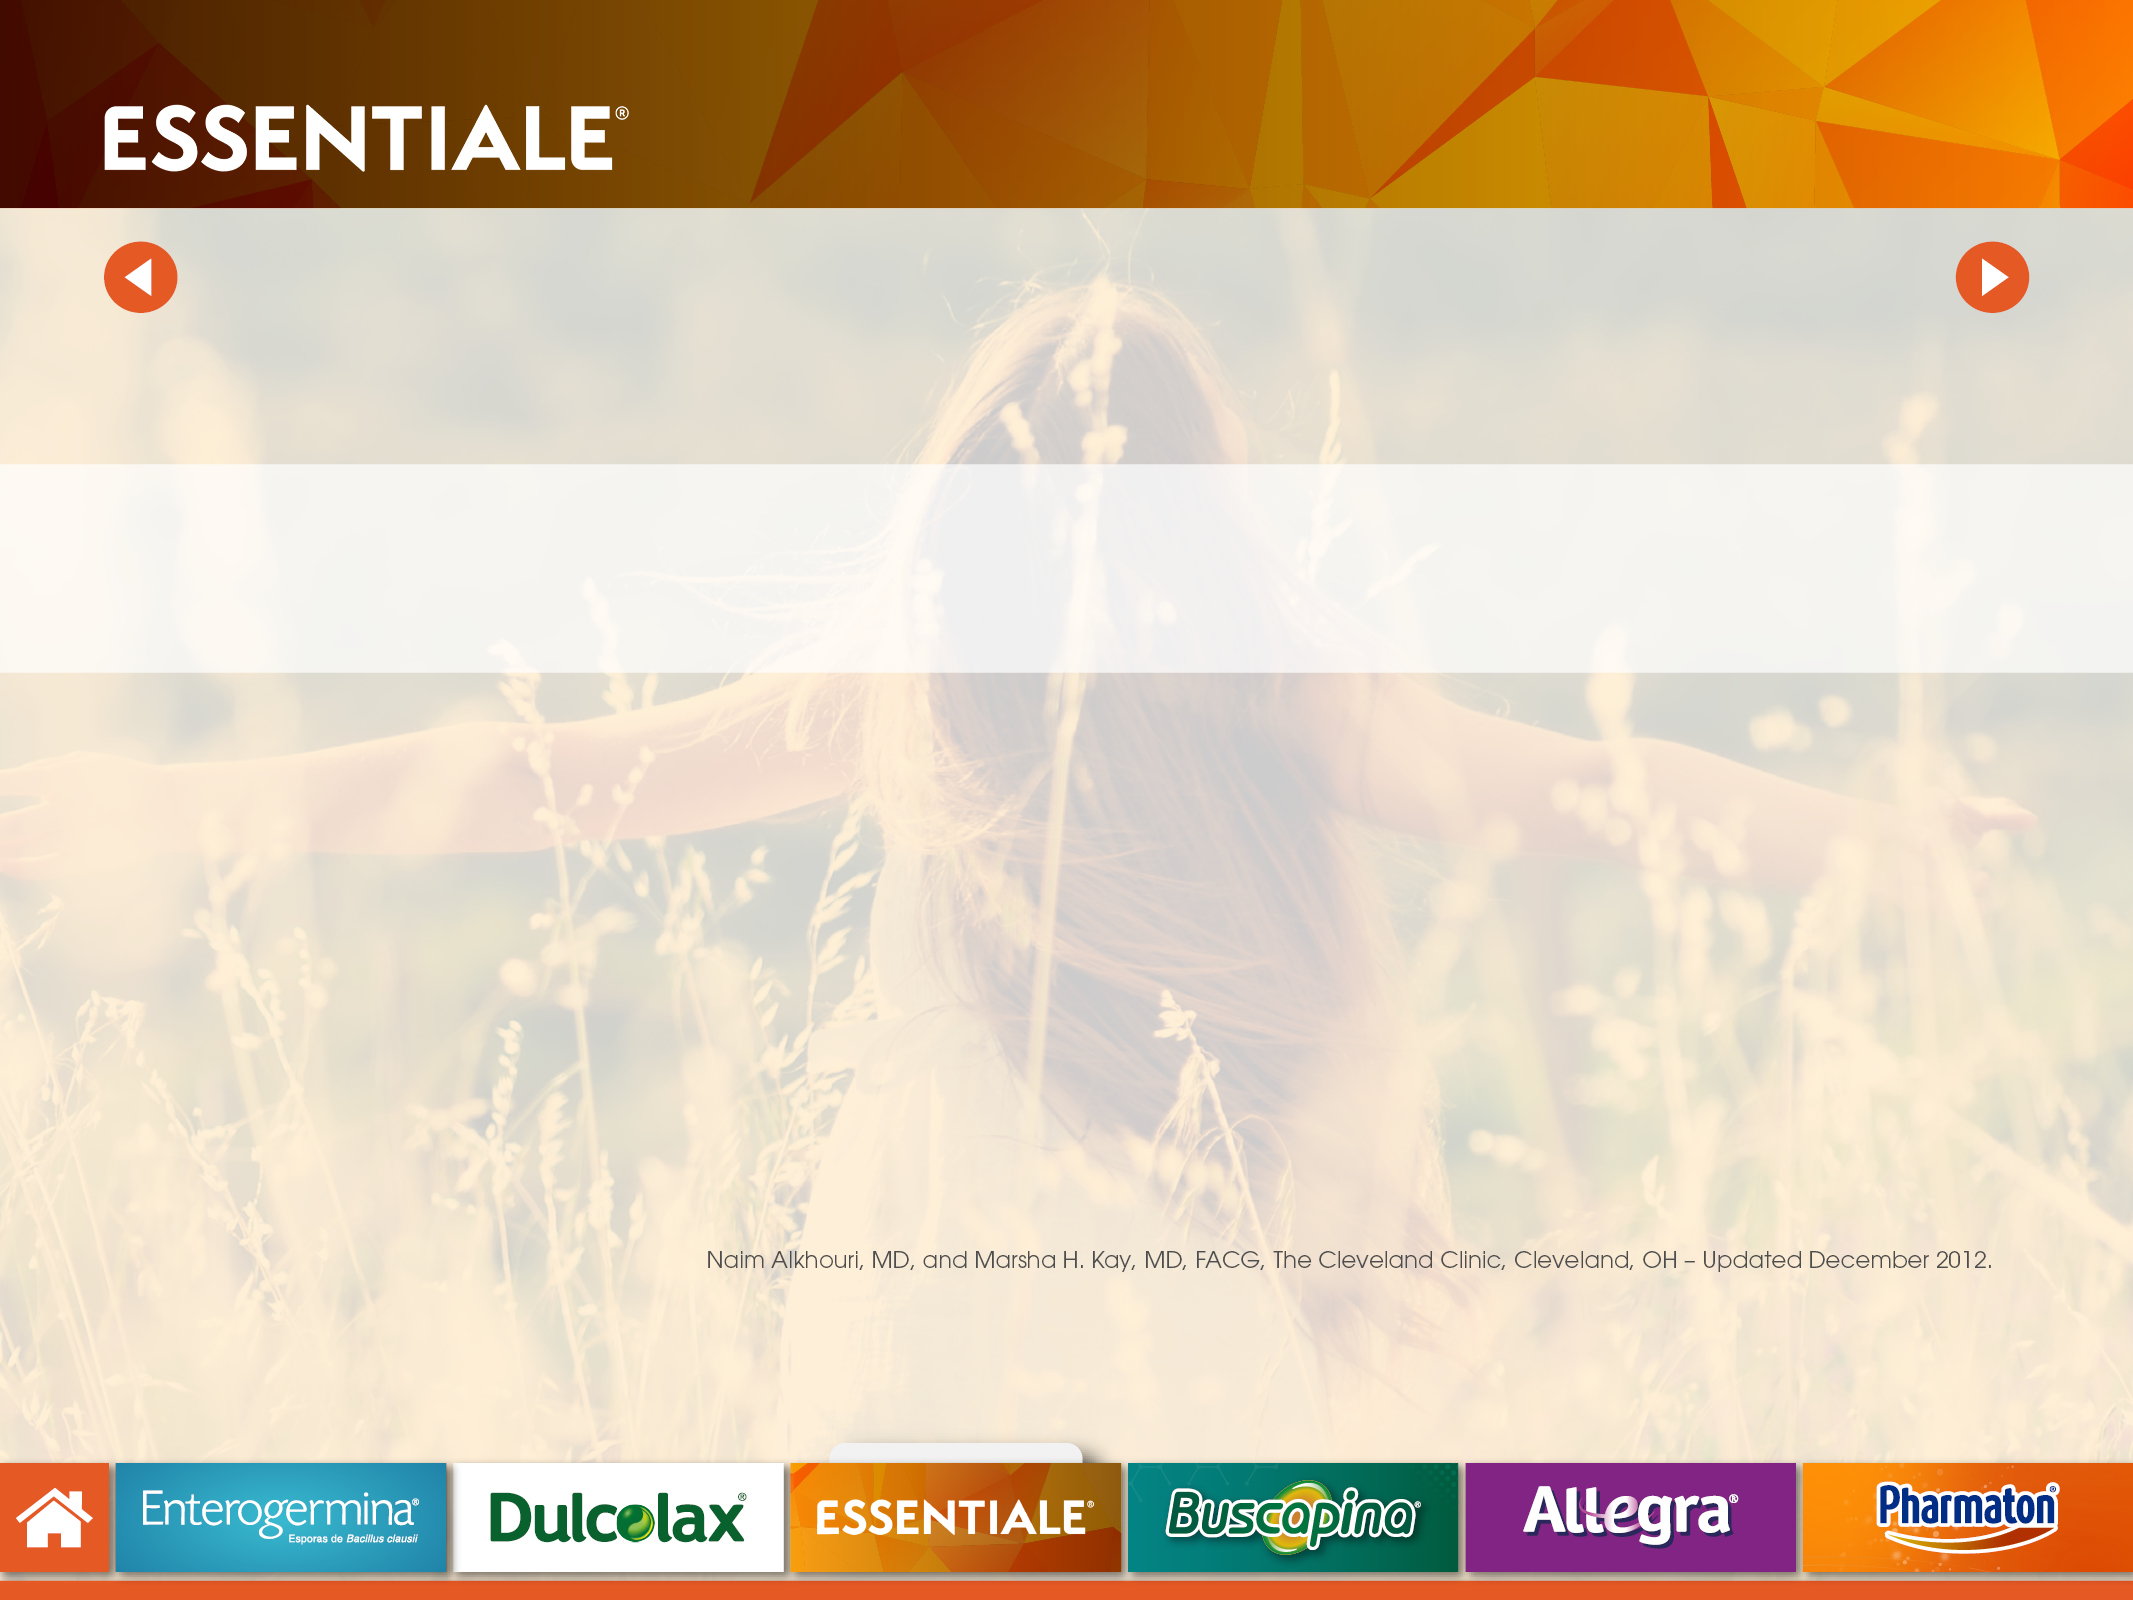 ESSENTIALE®
Naim Alkhouri, MD, and Marsha H. Kay, MD, FACG, The Cleveland Clinic, Cleveland, OH – Updated December 2012.
Enterogermina®
Esporas de Bacillus clausii
Dulcolax®
ESSENTIALE®
Buscapina®
Allegra®
Pharmaton®